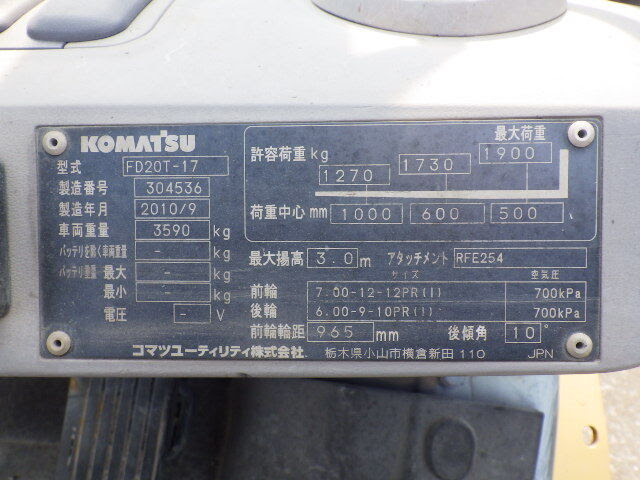 KOMATSU
型式 FD20T-17
製造番号 304536
製造年月 2010/9
車両重量 3590 kg
バッテリを除く車両重量 - kg
バッテリ重量 最大 - kg
最小 - kg
電圧 - V
最大荷重
許容荷重 kg 1270 1730 1900
荷重中心 mm 1000 600 500
最大揚高 3.0 m アタッチメント RFE254
サイズ 空気圧
前輪 7.00-12-12PR(I) 700kPa
後輪 6.00-9-10PR(I) 700kPa
前輪輪距 965 mm 後傾角 10°
コマツユーティリティ株式会社 栃木県小山市横倉新田110 JPN